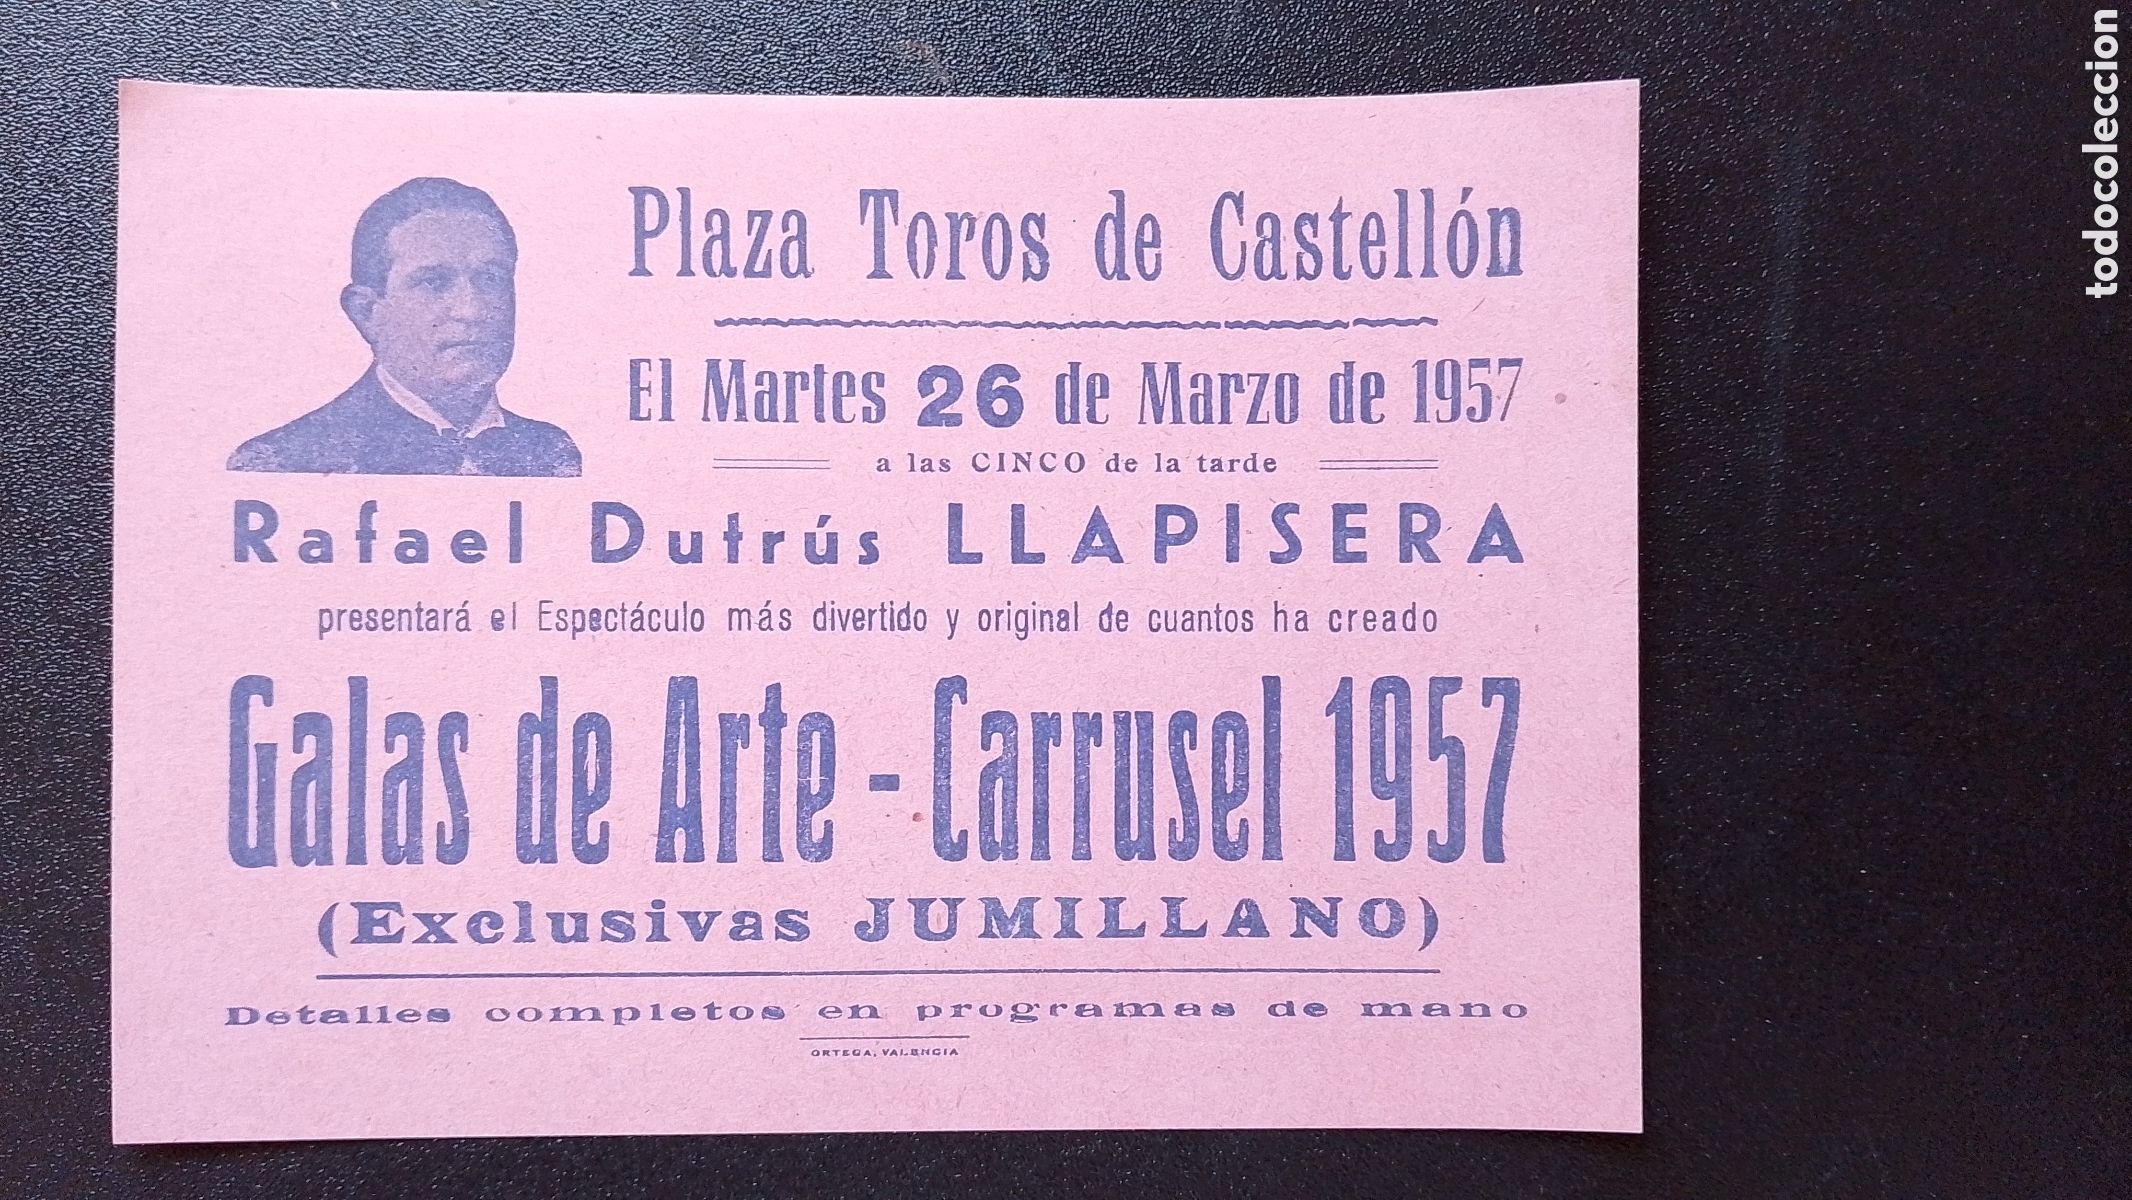 Plaza Toros de Castellón
El Martes 26 de Marzo de 1957
a las CINCO de la tarde
Rafael Dutrús LLAPISERA
presentará el Espectáculo más divertido y original de cuantos ha creado
Galas de Arte - Carrusel 1957
(Exclusivas JUMILLANO)
Detalles completos en programas de mano
ORTEGA, VALENCIA
todocoleccion